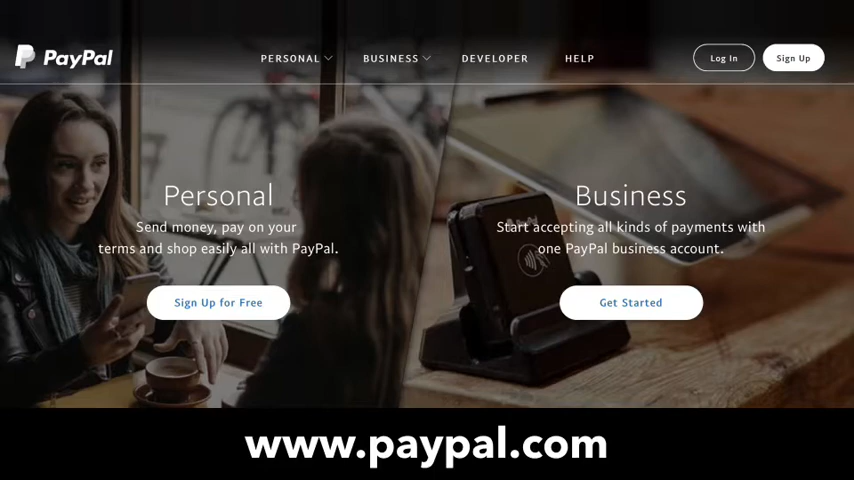 PayPal
PERSONAL
BUSINESS
DEVELOPER
HELP
Log In
Sign Up
Personal
Send money, pay on your
terms and shop easily all with PayPal.
Sign Up for Free
Business
Start accepting all kinds of payments with
one PayPal business account.
Get Started
www.paypal.com